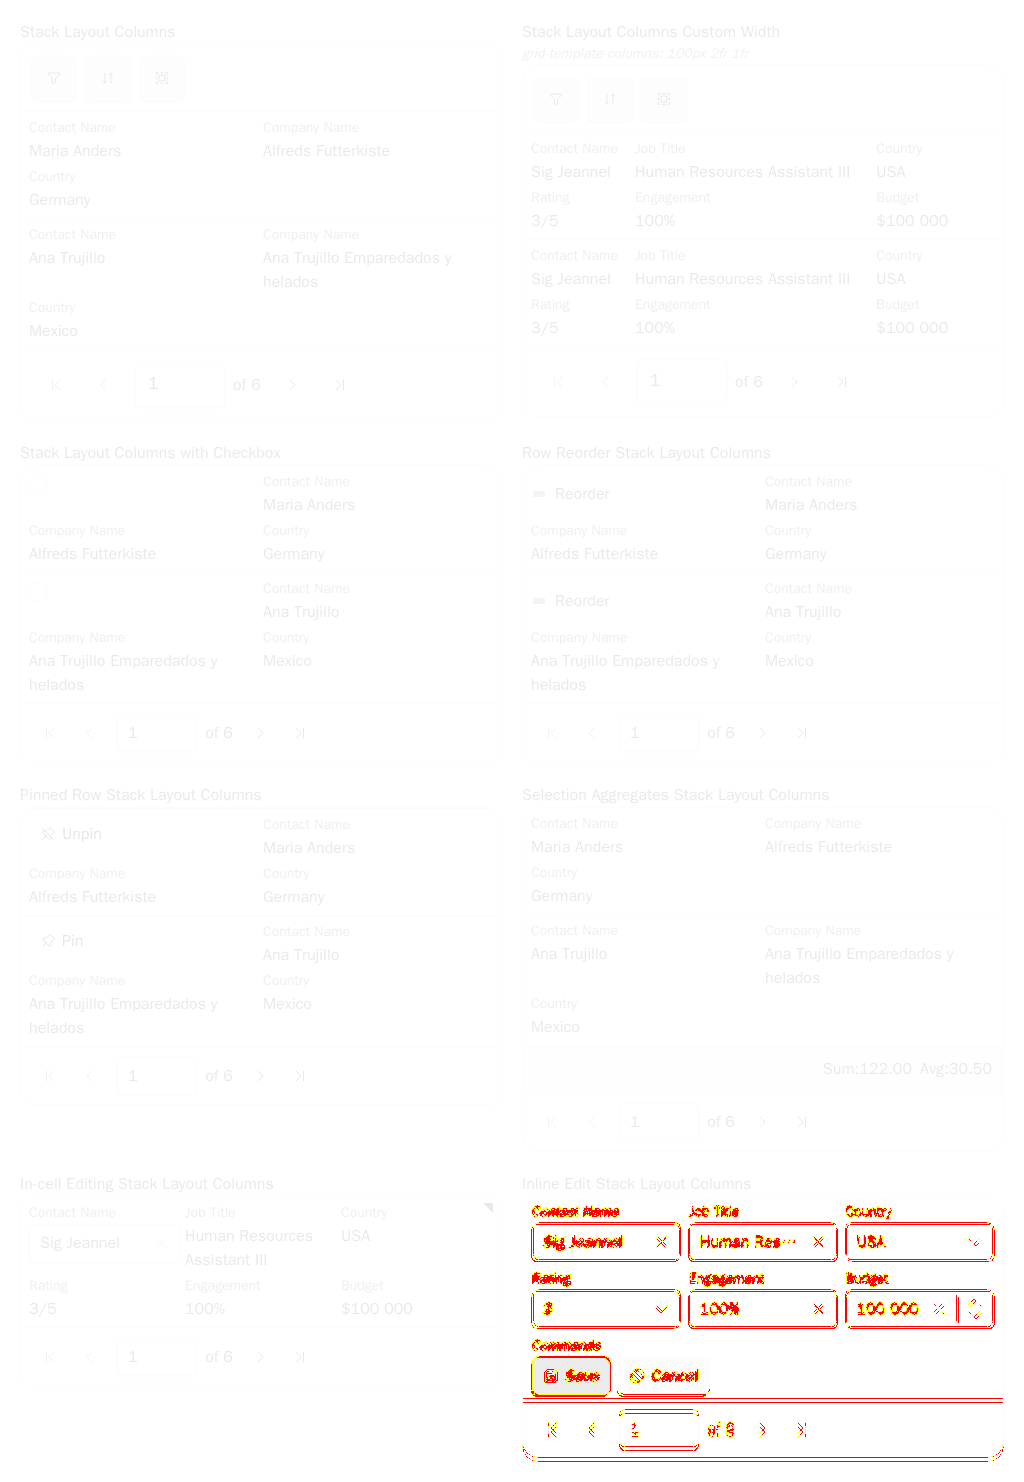 Stack Layout Columns
Contact Name Company Name
Maria Anders Alfreds Futterkiste
Country
Germany
Contact Name Company Name
Ana Trujillo Ana Trujillo Emparedados y
helados
Country
Mexico
1 of 6
Stack Layout Columns Custom Width
grid-template-columns: 100px 2fr 1fr
Contact Name Job Title Country
Sig Jeannel Human Resources Assistant III USA
Rating Engagement Budget
3/5 100% $100 000
Contact Name Job Title Country
Sig Jeannel Human Resources Assistant III USA
Rating Engagement Budget
3/5 100% $100 000
1 of 6
Stack Layout Columns with Checkbox
Contact Name
Maria Anders
Company Name Country
Alfreds Futterkiste Germany
Contact Name
Ana Trujillo
Company Name Country
Ana Trujillo Emparedados y Mexico
helados
1 of 6
Row Reorder Stack Layout Columns
Contact Name
Reorder Maria Anders
Company Name Country
Alfreds Futterkiste Germany
Contact Name
Reorder Ana Trujillo
Company Name Country
Ana Trujillo Emparedados y Mexico
helados
1 of 6
Pinned Row Stack Layout Columns
Contact Name
Unpin Maria Anders
Company Name Country
Alfreds Futterkiste Germany
Contact Name
Pin Ana Trujillo
Company Name Country
Ana Trujillo Emparedados y Mexico
helados
1 of 6
Selection Aggregates Stack Layout Columns
Contact Name Company Name
Maria Anders Alfreds Futterkiste
Country
Germany
Contact Name Company Name
Ana Trujillo Ana Trujillo Emparedados y
helados
Country
Mexico
Sum:122.00 Avg:30.50
1 of 6
In-cell Editing Stack Layout Columns
Contact Name Job Title Country
Sig Jeannel Human Resources USA
Assistant III
Rating Engagement Budget
3/5 100% $100 000
1 of 6
Inline Edit Stack Layout Columns
Contact Name Job Title Country
Sig Jeannel Human Res··· USA
Rating Engagement Budget
3 100% 100 000
Commands
Save Cancel
1 of 6